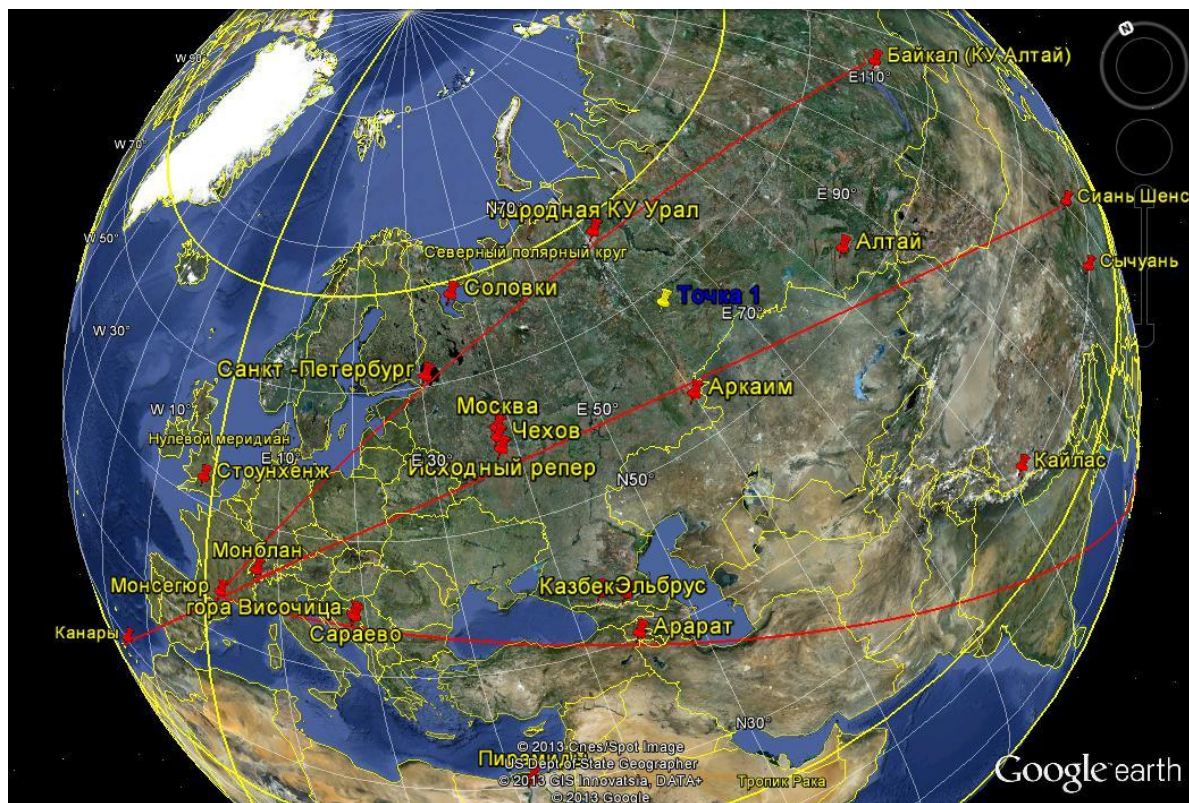 W 90°
Байкал (КУ Алтай)
E110°
N
W 70°
Сиань Шенс
E 90°
N70°
Народная КУ Урал
Алтай
W 50°
Северный полярный круг
Сычуань
Соловки
Точка 1
E 70°
W 30°
Санкт -Петербург
Аркаим
W 10°
Москва
E 50°
Нулевой меридиан
Чехов
E 10°
E 30°
Стоунхенж
Исходный репер
Кайлас
N50°
Монблан
Монсегюр
Казбек
Эльбрус
гора Височица
Канары
Сараево
Арарат
N30°
© 2013 Cnes/Spot Image
US Dept of State Geographer
© 2013 GIS Innovatsia, DATA+
© 2013 Google
Тропик Рака
Google earth